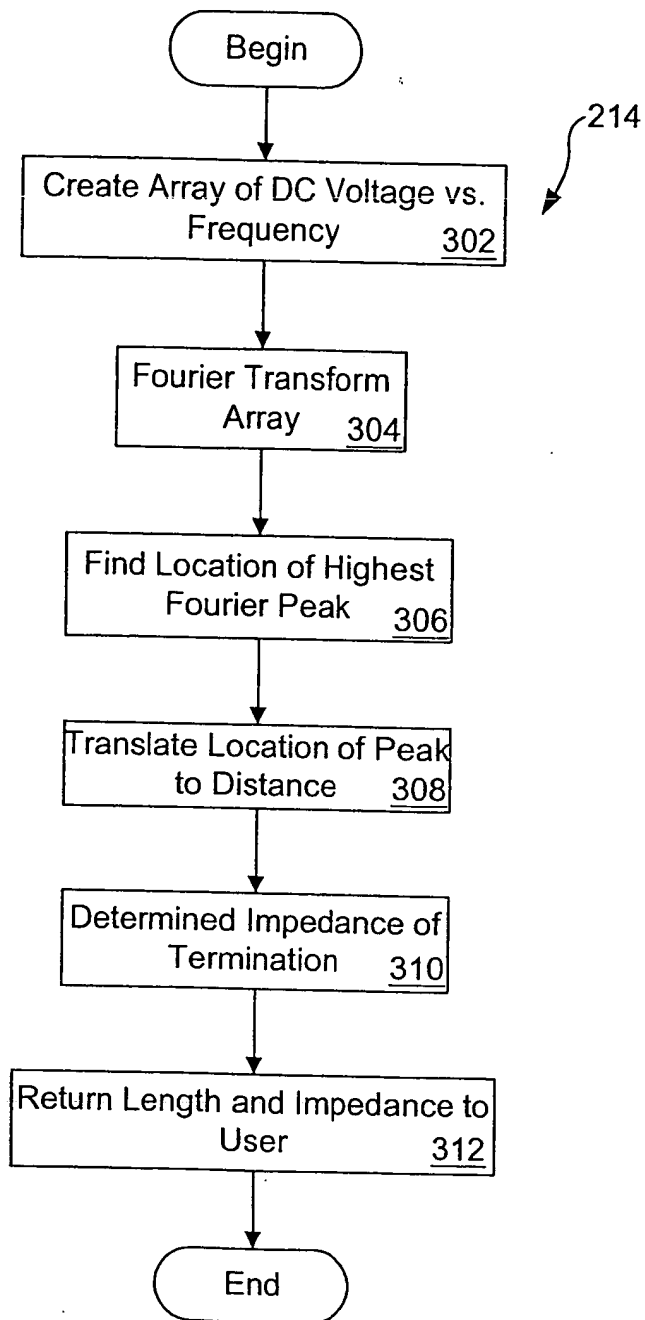 Begin
214
Create Array of DC Voltage vs.
Frequency 302
Fourier Transform
Array 304
Find Location of Highest
Fourier Peak 306
Translate Location of Peak
to Distance 308
Determined Impedance of
Termination 310
Return Length and Impedance to
User 312
End